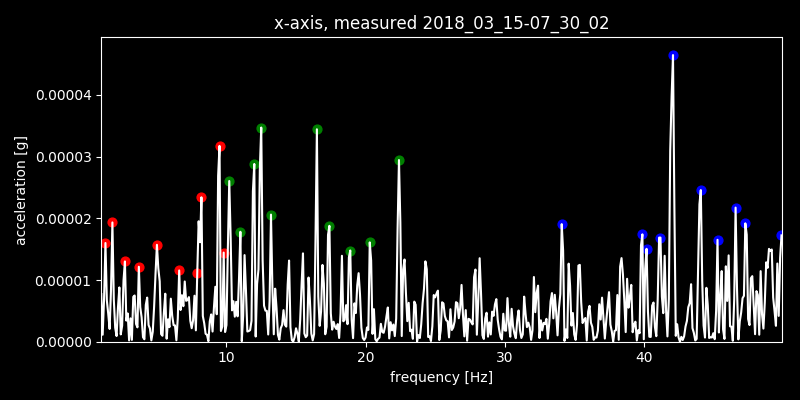 x-axis, measured 2018_03_15-07_30_02
0.00004
0.00003
0.00002
0.00001
0.00000
acceleration [g]
10 20 30 40
frequency [Hz]